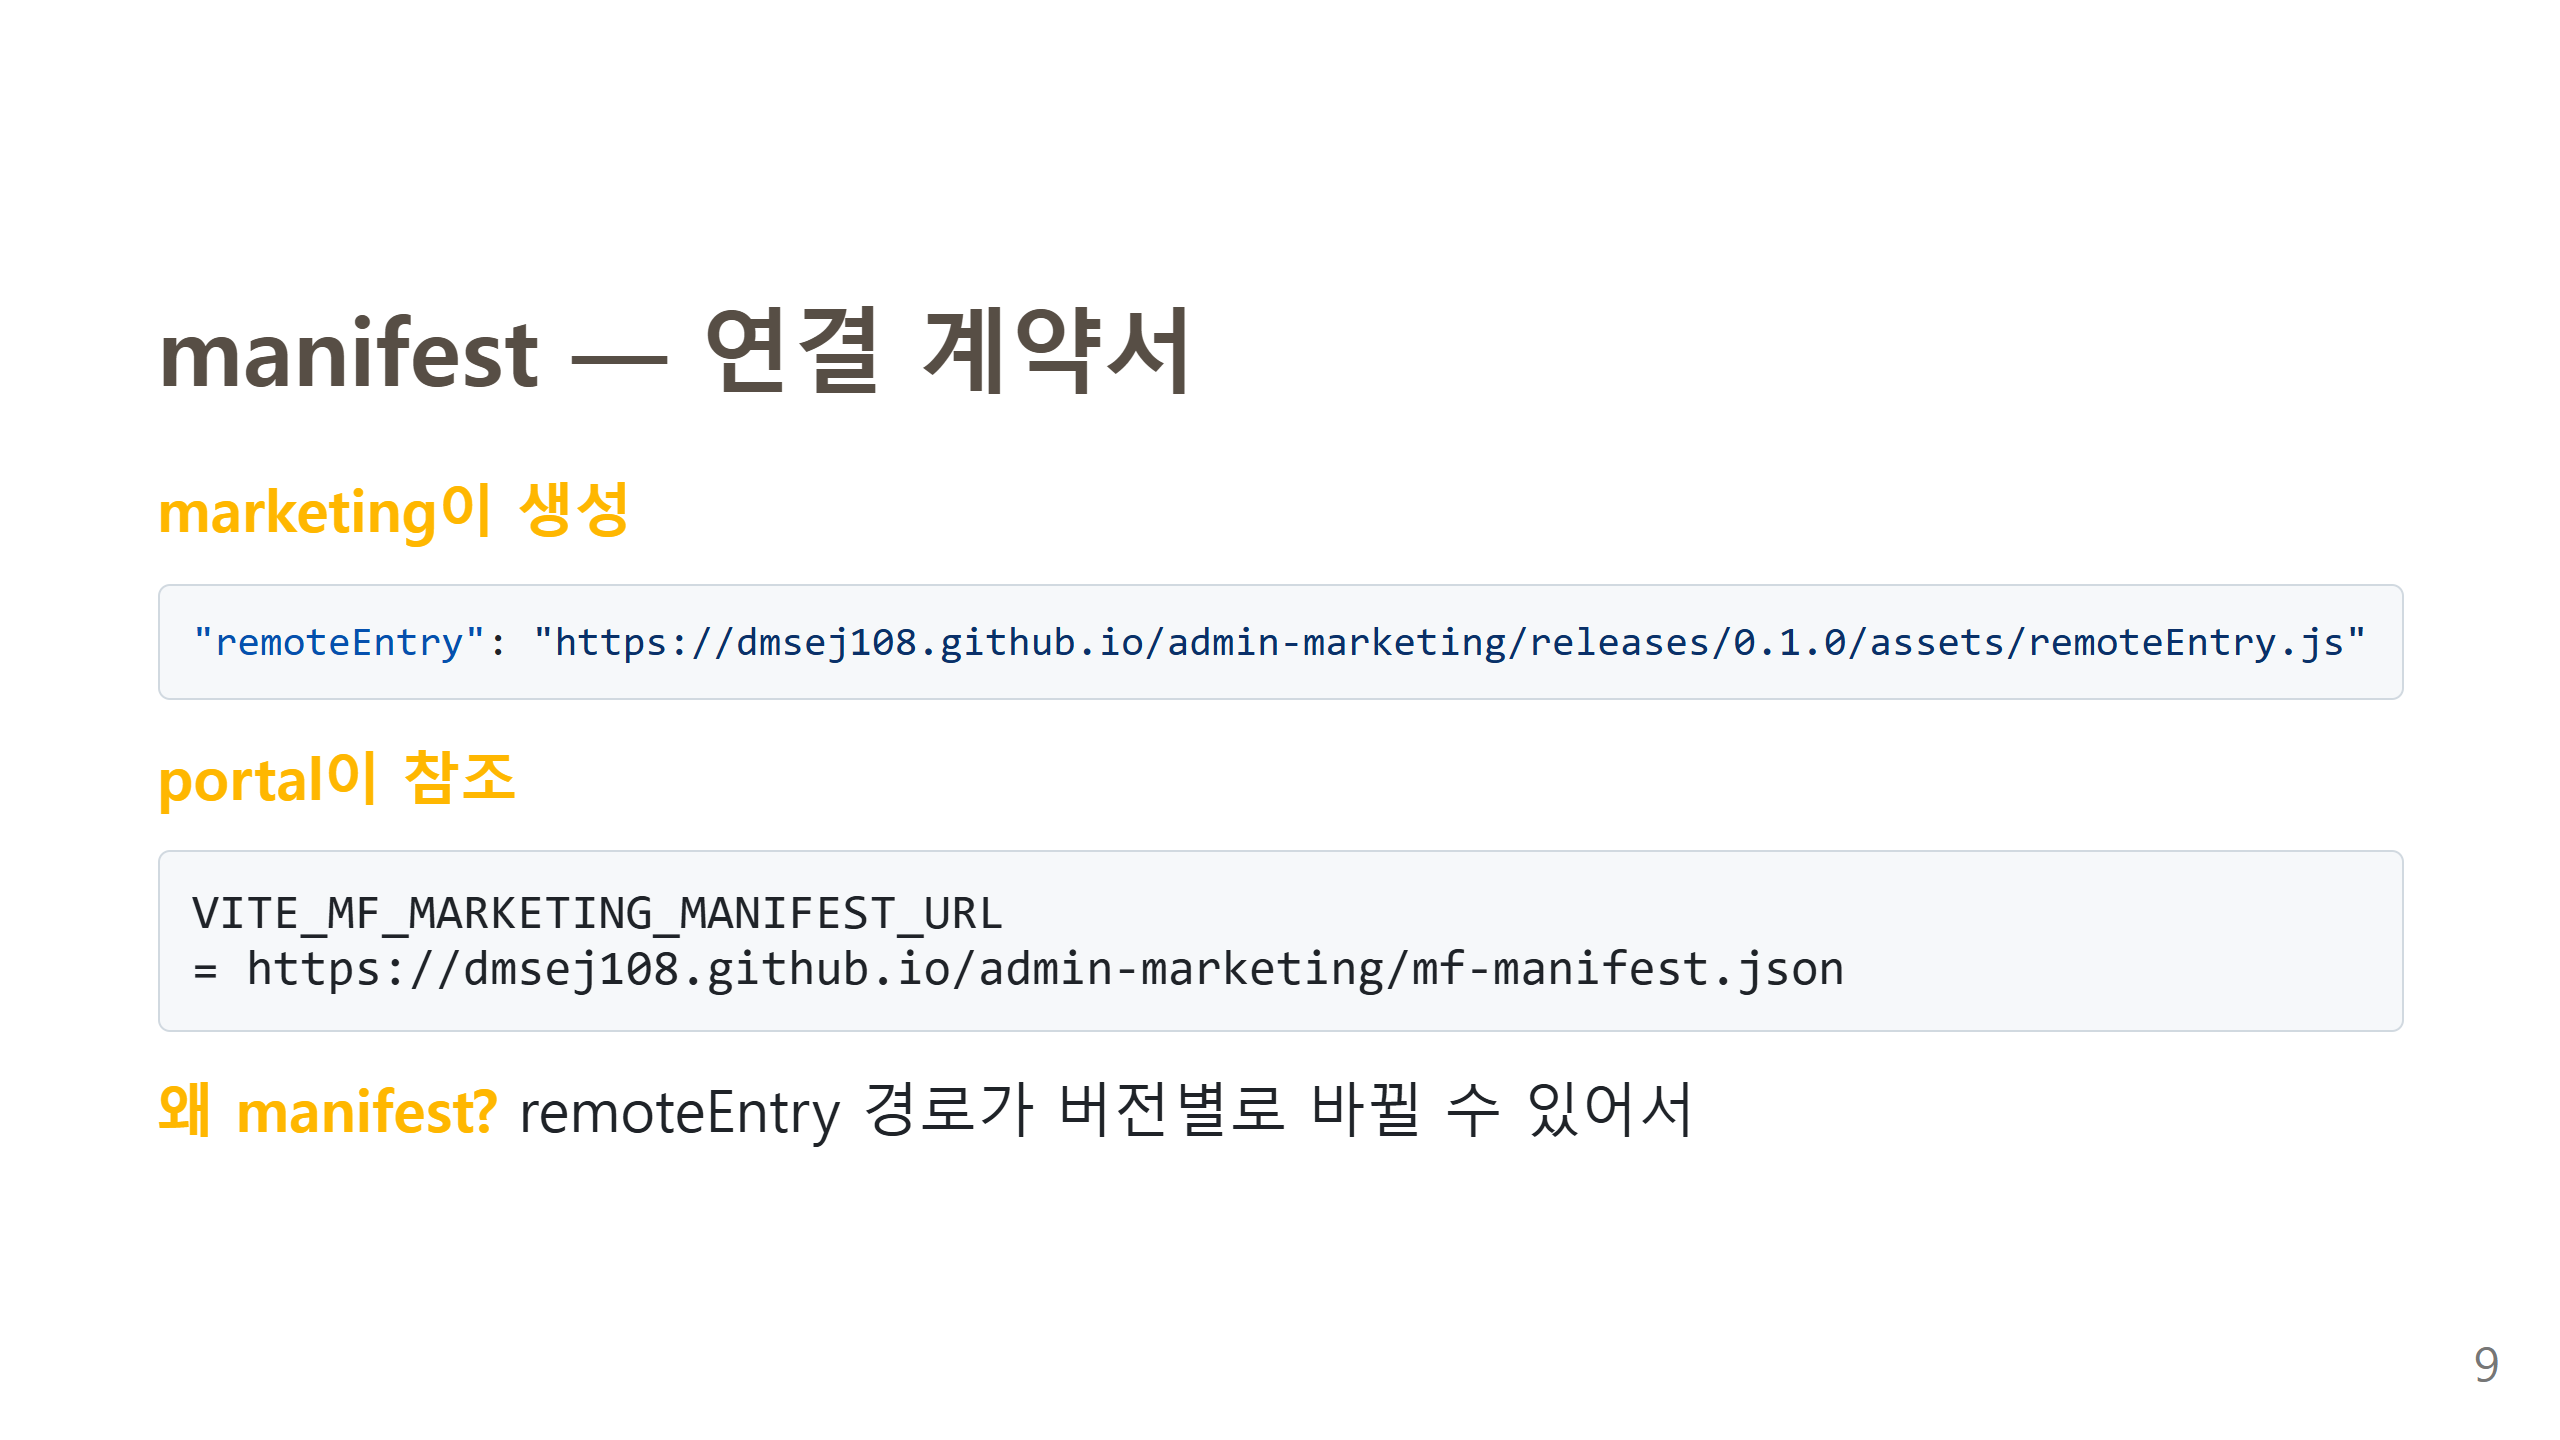 manifest — 연결 계약서
marketing이 생성
"remoteEntry": "https://dmsej108.github.io/admin-marketing/releases/0.1.0/assets/remoteEntry.js"
portal이 참조
VITE_MF_MARKETING_MANIFEST_URL
= https://dmsej108.github.io/admin-marketing/mf-manifest.json
왜 manifest? remoteEntry 경로가 버전별로 바뀔 수 있어서
9